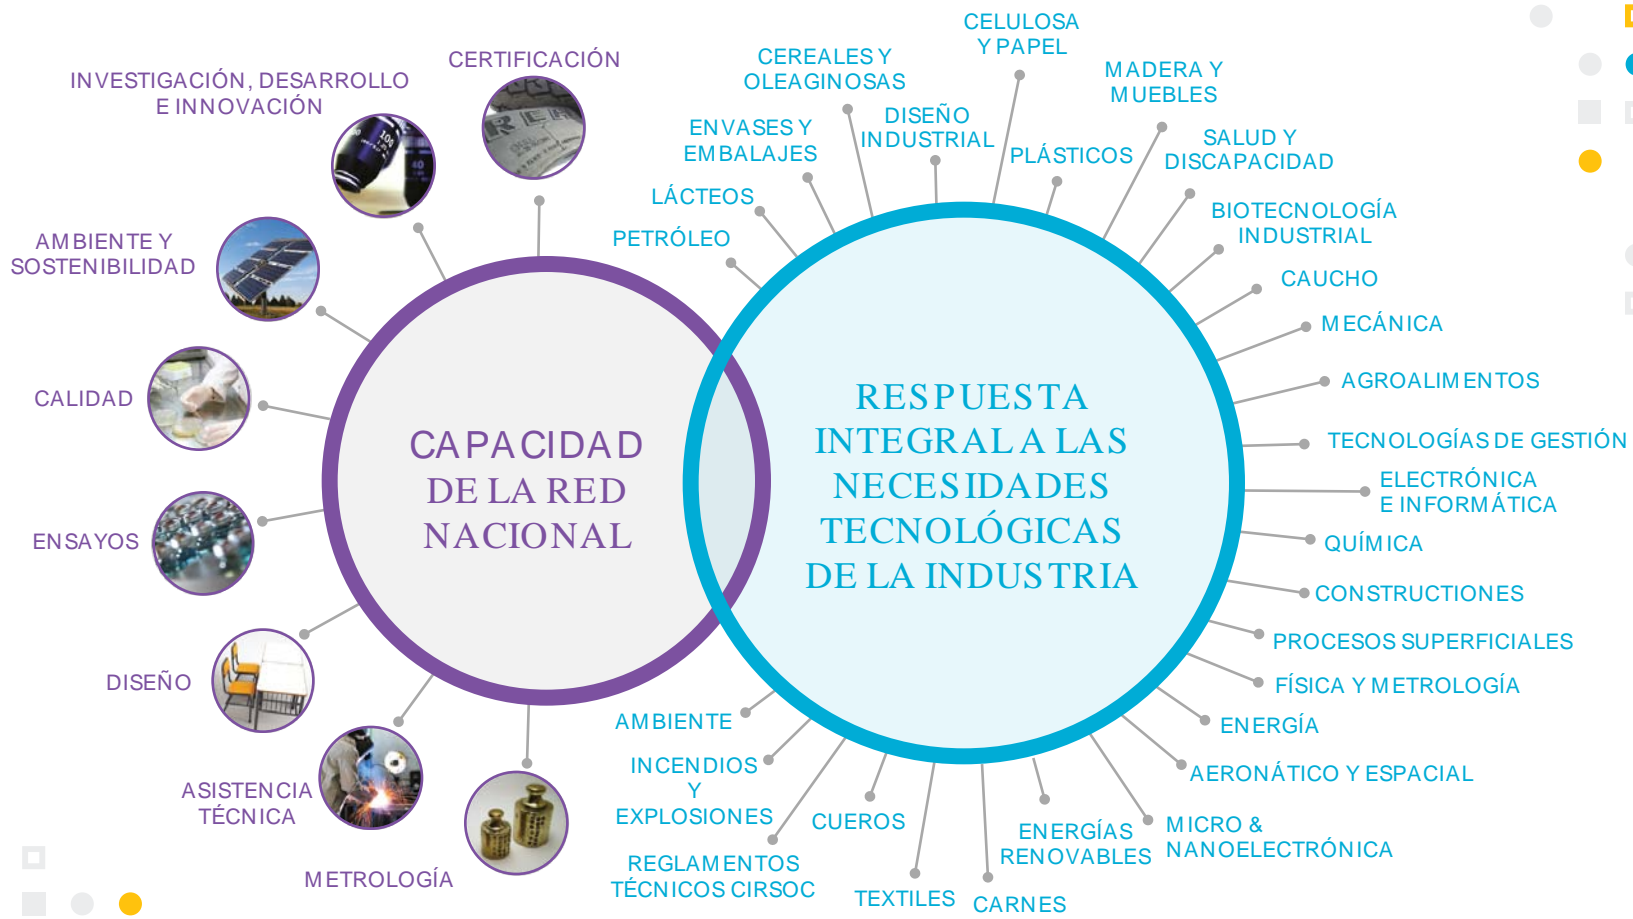 CERTIFICACIÓN
INVESTIGACIÓN, DESARROLLO
E INNOVACIÓN
AMBIENTE Y
SOSTENIBILIDAD
CALIDAD
ENSAYOS
DISEÑO
ASISTENCIA
TÉCNICA
METROLOGÍA
CAPACIDAD
DE LA RED
NACIONAL
RESPUESTA
INTEGRAL A LAS
NECESIDADES
TECNOLÓGICAS
DE LA INDUSTRIA
PETRÓLEO
LÁCTEOS
ENVASES Y
EMBALAJES
CEREALES Y
OLEAGINOSAS
DISEÑO
INDUSTRIAL
CELULOSA
Y PAPEL
PLÁSTICOS
MADERA Y
MUEBLES
SALUD Y
DISCAPACIDAD
BIOTECNOLOGÍA
INDUSTRIAL
CAUCHO
MECÁNICA
AGROALIMENTOS
TECNOLOGÍAS DE GESTIÓN
ELECTRÓNICA
E INFORMÁTICA
QUÍMICA
CONSTRUCTIONES
PROCESOS SUPERFICIALES
FÍSICA Y METROLOGÍA
ENERGÍA
AERONÁTICO Y ESPACIAL
MICRO &
NANOELECTRÓNICA
ENERGÍAS
RENOVABLES
CARNES
TEXTILES
CUEROS
REGLAMENTOS
TÉCNICOS CIRSOC
INCENDIOS
Y
EXPLOSIONES
AMBIENTE